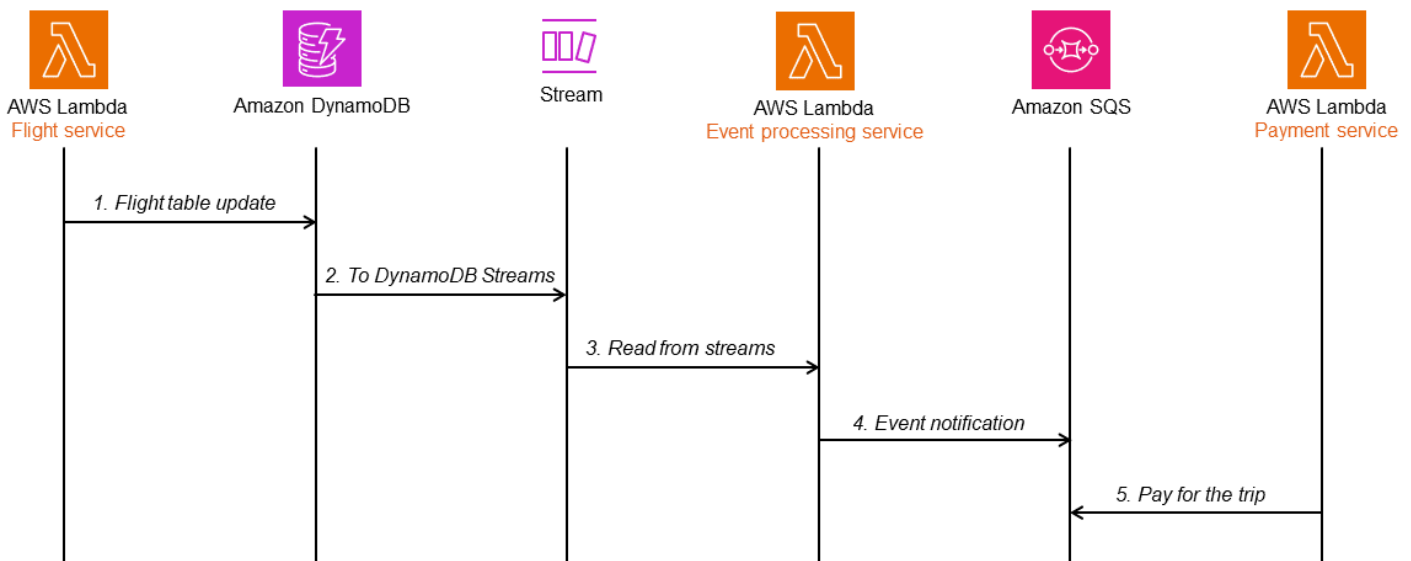 AWS Lambda
Flight service
Amazon DynamoDB
Stream
AWS Lambda
Event processing service
Amazon SQS
AWS Lambda
Payment service
1. Flight table update
2. To DynamoDB Streams
3. Read from streams
4. Event notification
5. Pay for the trip